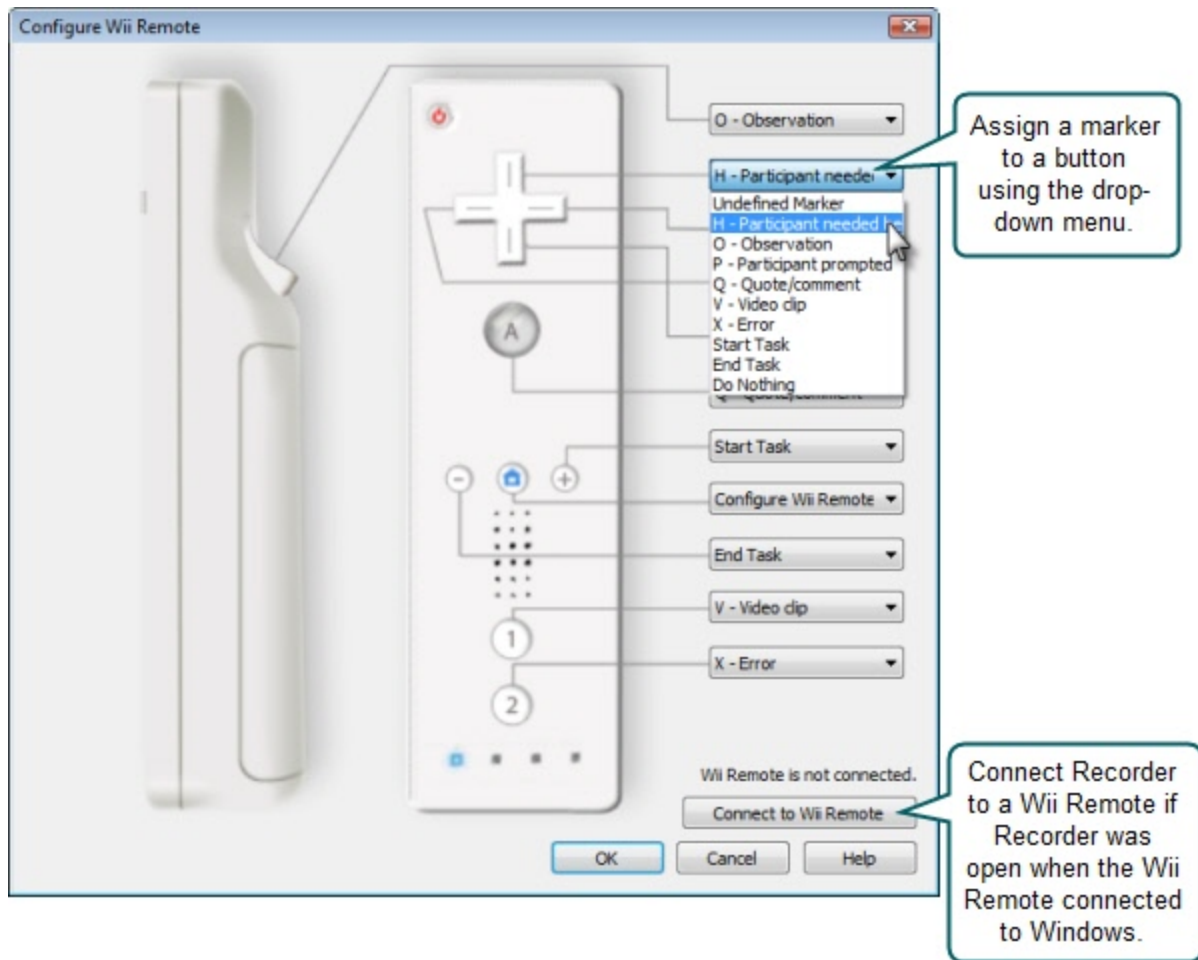 Configure Wii Remote
O - Observation
H - Participant needed
Undefined Marker
H - Participant needed he
O - Observation
P - Participant prompted
Q - Quote/comment
V - Video clip
X - Error
Start Task
End Task
Do Nothing
Q - Quote/comment
A
Start Task
Configure Wii Remote
End Task
V - Video clip
1
X - Error
2
Wii Remote is not connected.
Connect to Wii Remote
OK
Cancel
Help
Assign a marker
to a button
using the drop-
down menu.
Connect Recorder
to a Wii Remote if
Recorder was
open when the Wii
Remote connected
to Windows.